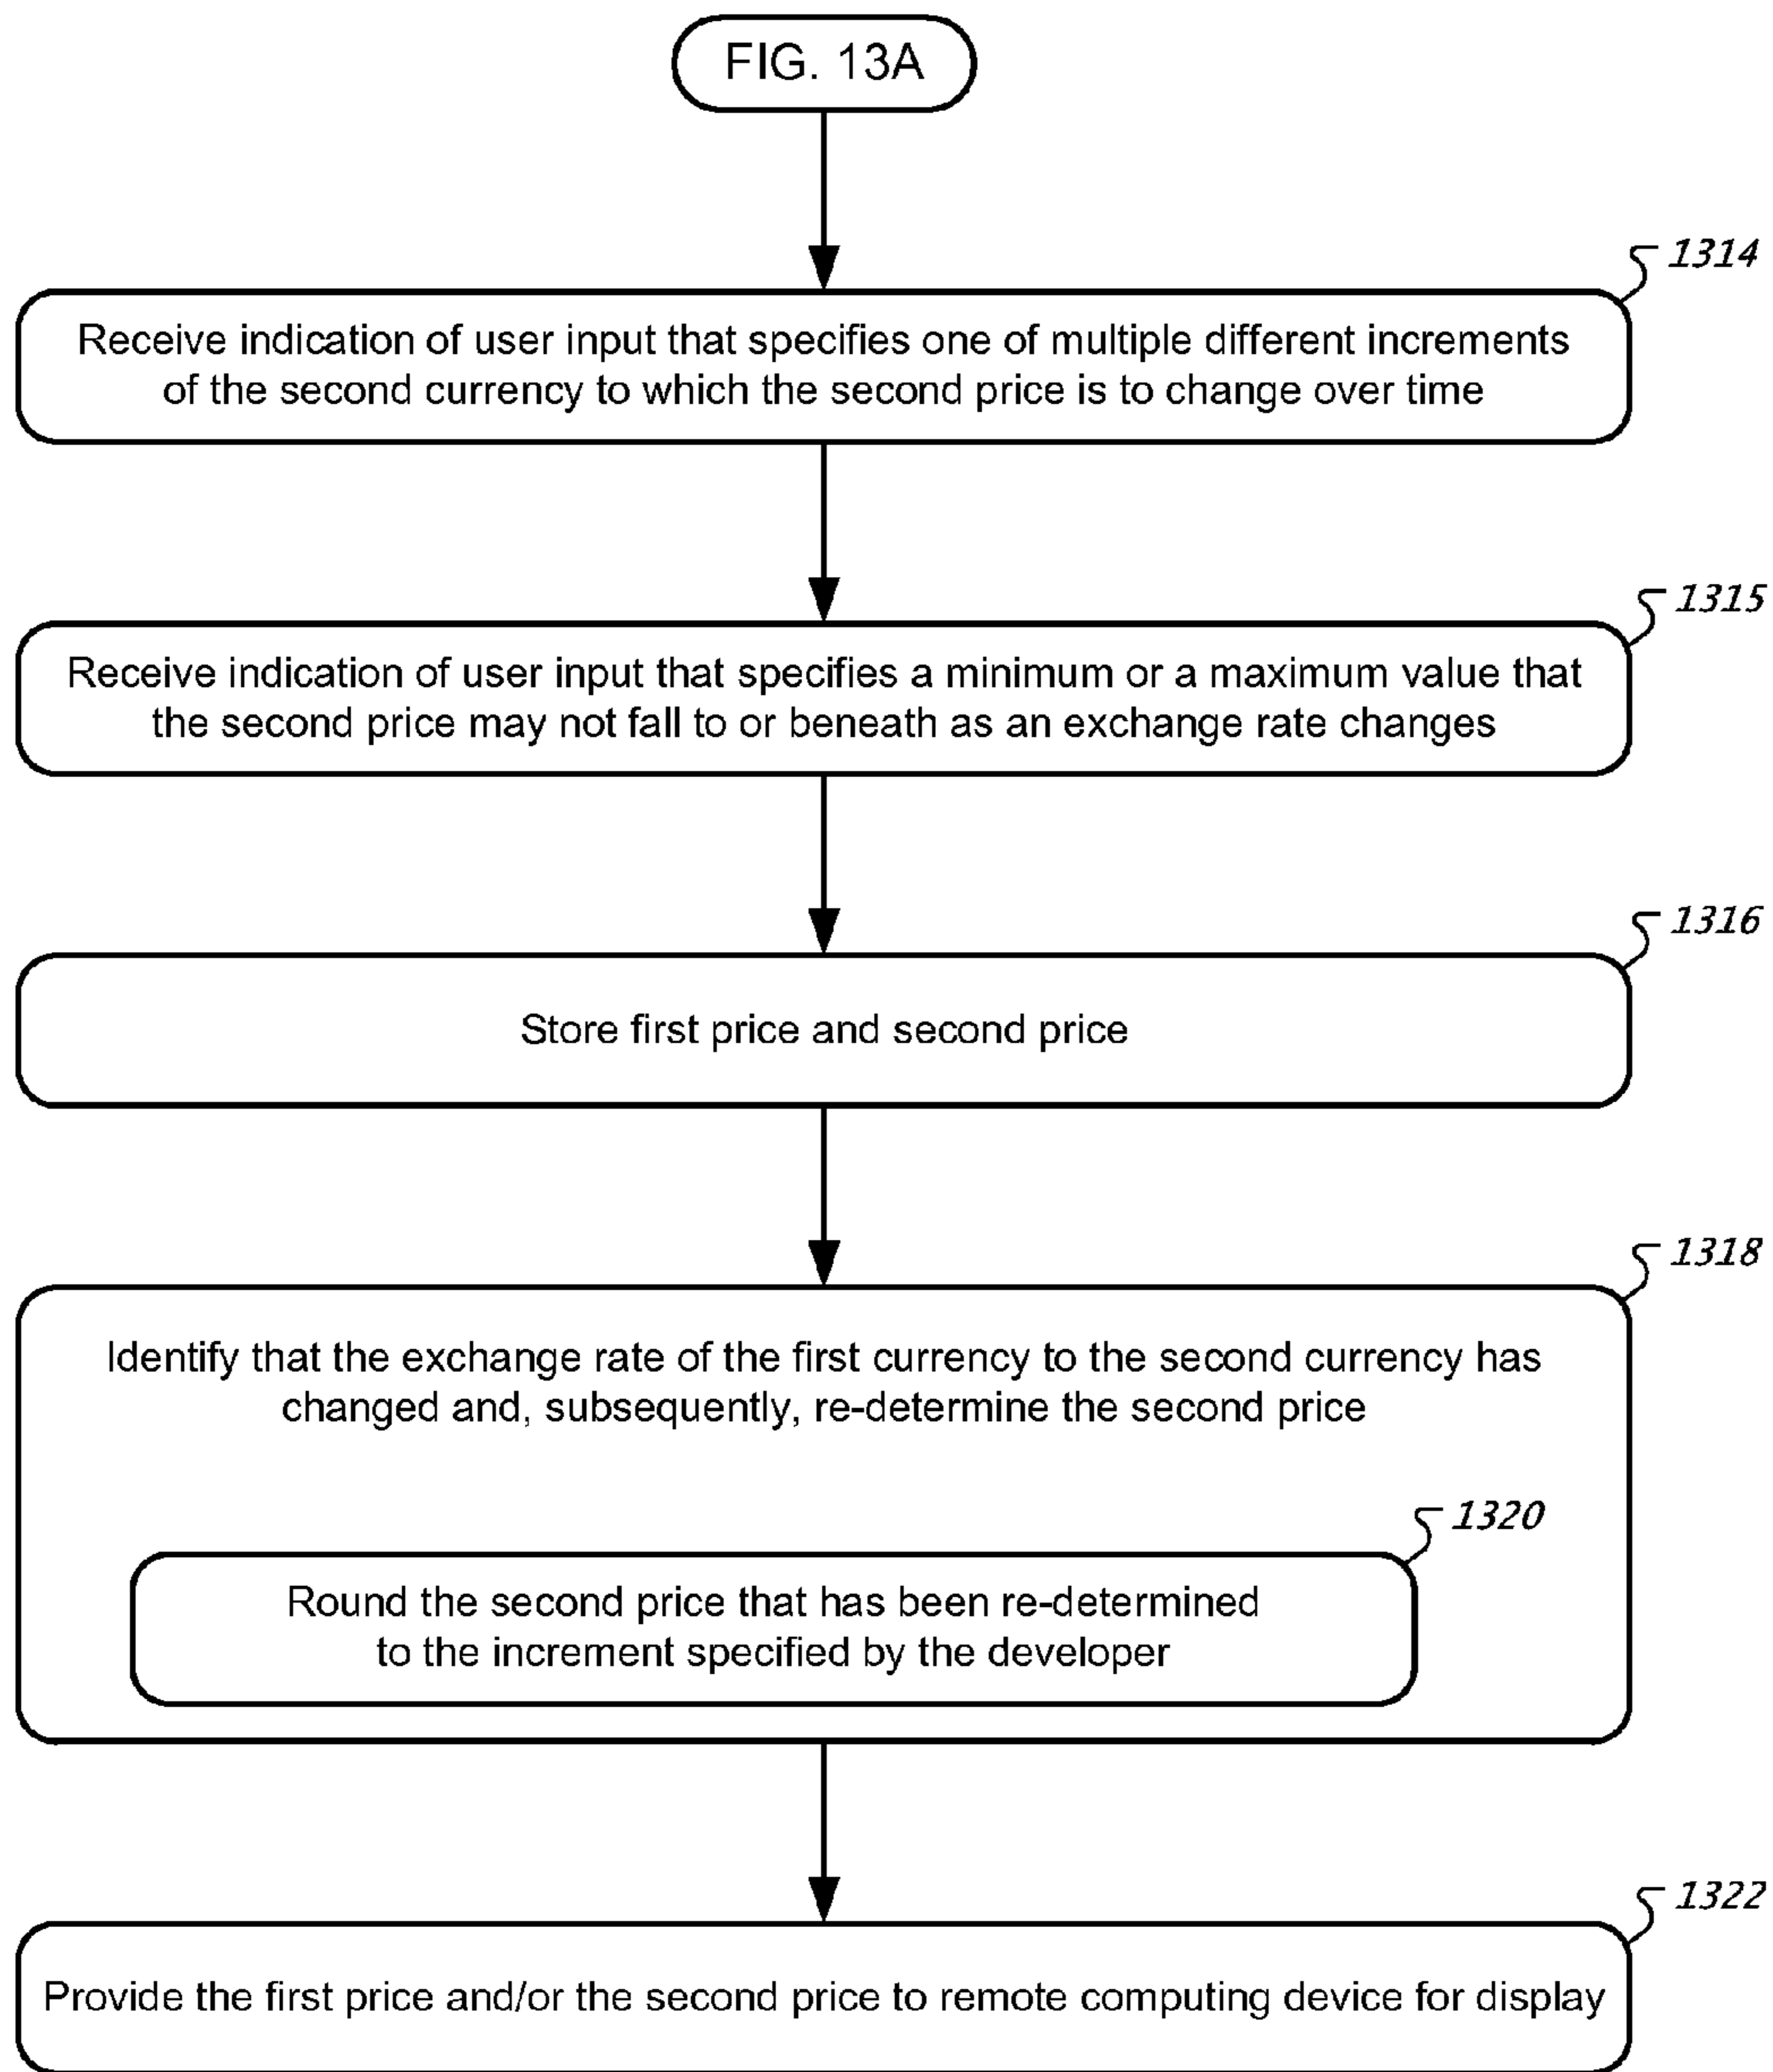 FIG. 13A
1314
Receive indication of user input that specifies one of multiple different increments
of the second currency to which the second price is to change over time
1315
Receive indication of user input that specifies a minimum or a maximum value that
the second price may not fall to or beneath as an exchange rate changes
1316
Store first price and second price
1318
Identify that the exchange rate of the first currency to the second currency has
changed and, subsequently, re-determine the second price
1320
Round the second price that has been re-determined
to the increment specified by the developer
1322
Provide the first price and/or the second price to remote computing device for display